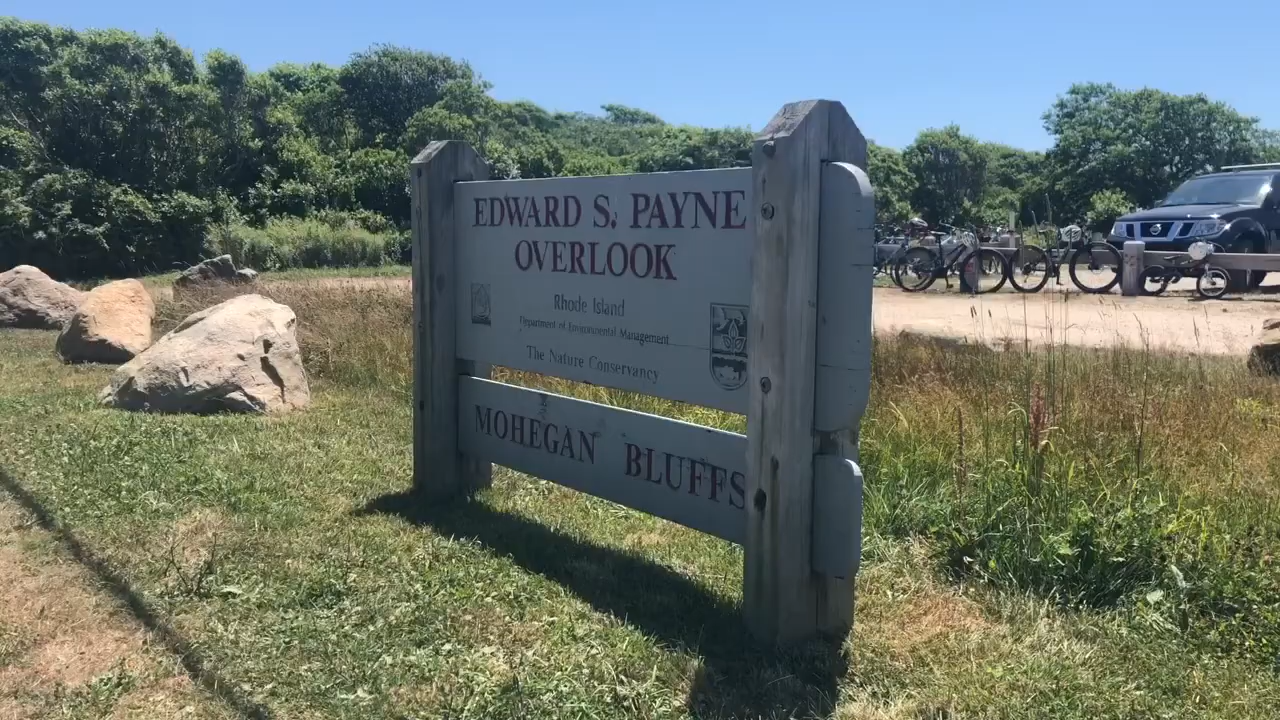 EDWARD S. PAYNE
OVERLOOK
Rhode Island
Department of Environmental Management
The Nature Conservancy
MOHEGAN BLUFFS